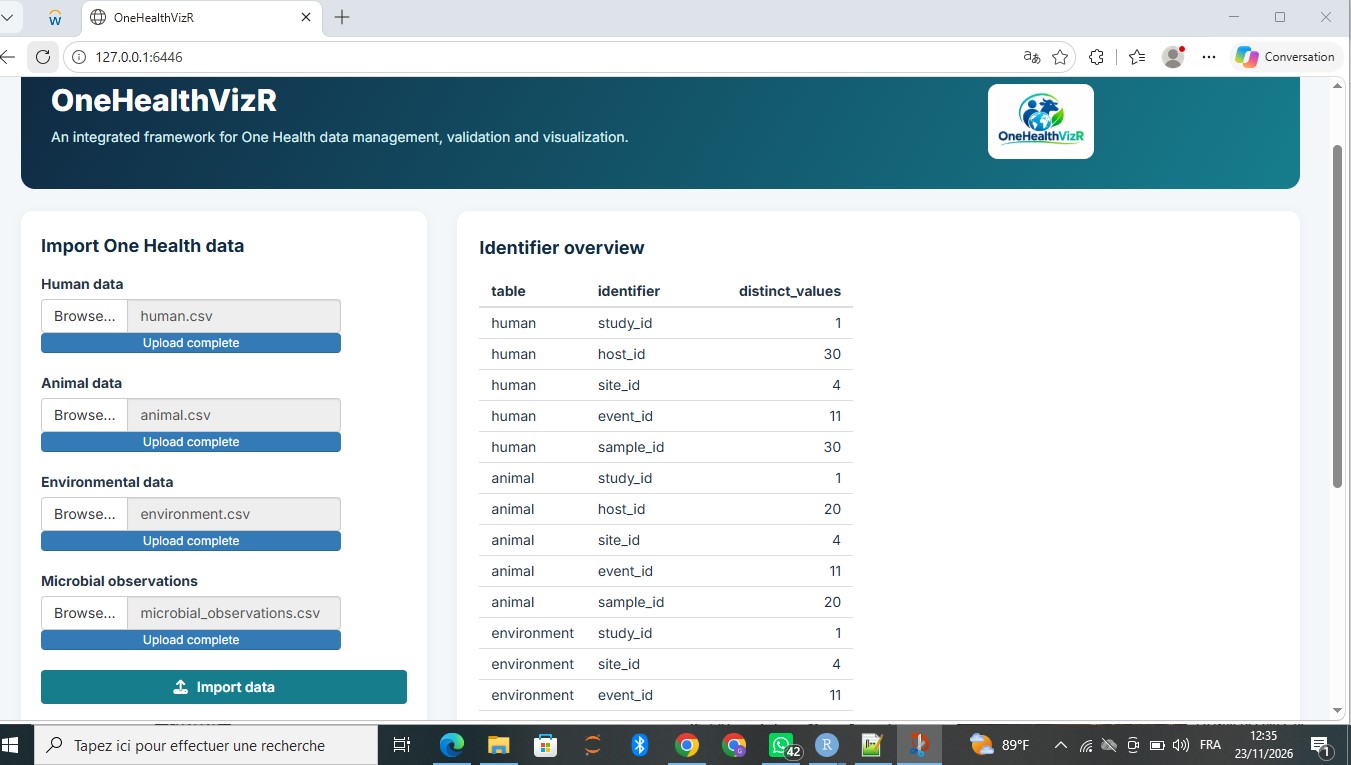 OneHealthVizR
127.0.0.1:6446
Conversation
OneHealthVizR
An integrated framework for One Health data management, validation and visualization.
OneHealthVizR
Import One Health data
Human data
Browse... human.csv
Upload complete
Animal data
Browse... animal.csv
Upload complete
Environmental data
Browse... environment.csv
Upload complete
Microbial observations
Browse... microbial_observations.csv
Upload complete
Import data
Identifier overview
table identifier distinct_values
human study_id 1
human host_id 30
human site_id 4
human event_id 11
human sample_id 30
animal study_id 1
animal host_id 20
animal site_id 4
animal event_id 11
animal sample_id 20
environment study_id 1
environment site_id 4
environment event_id 11
Tapez ici pour effectuer une recherche
42
R
89°F
FRA
12:35
23/11/2026
1